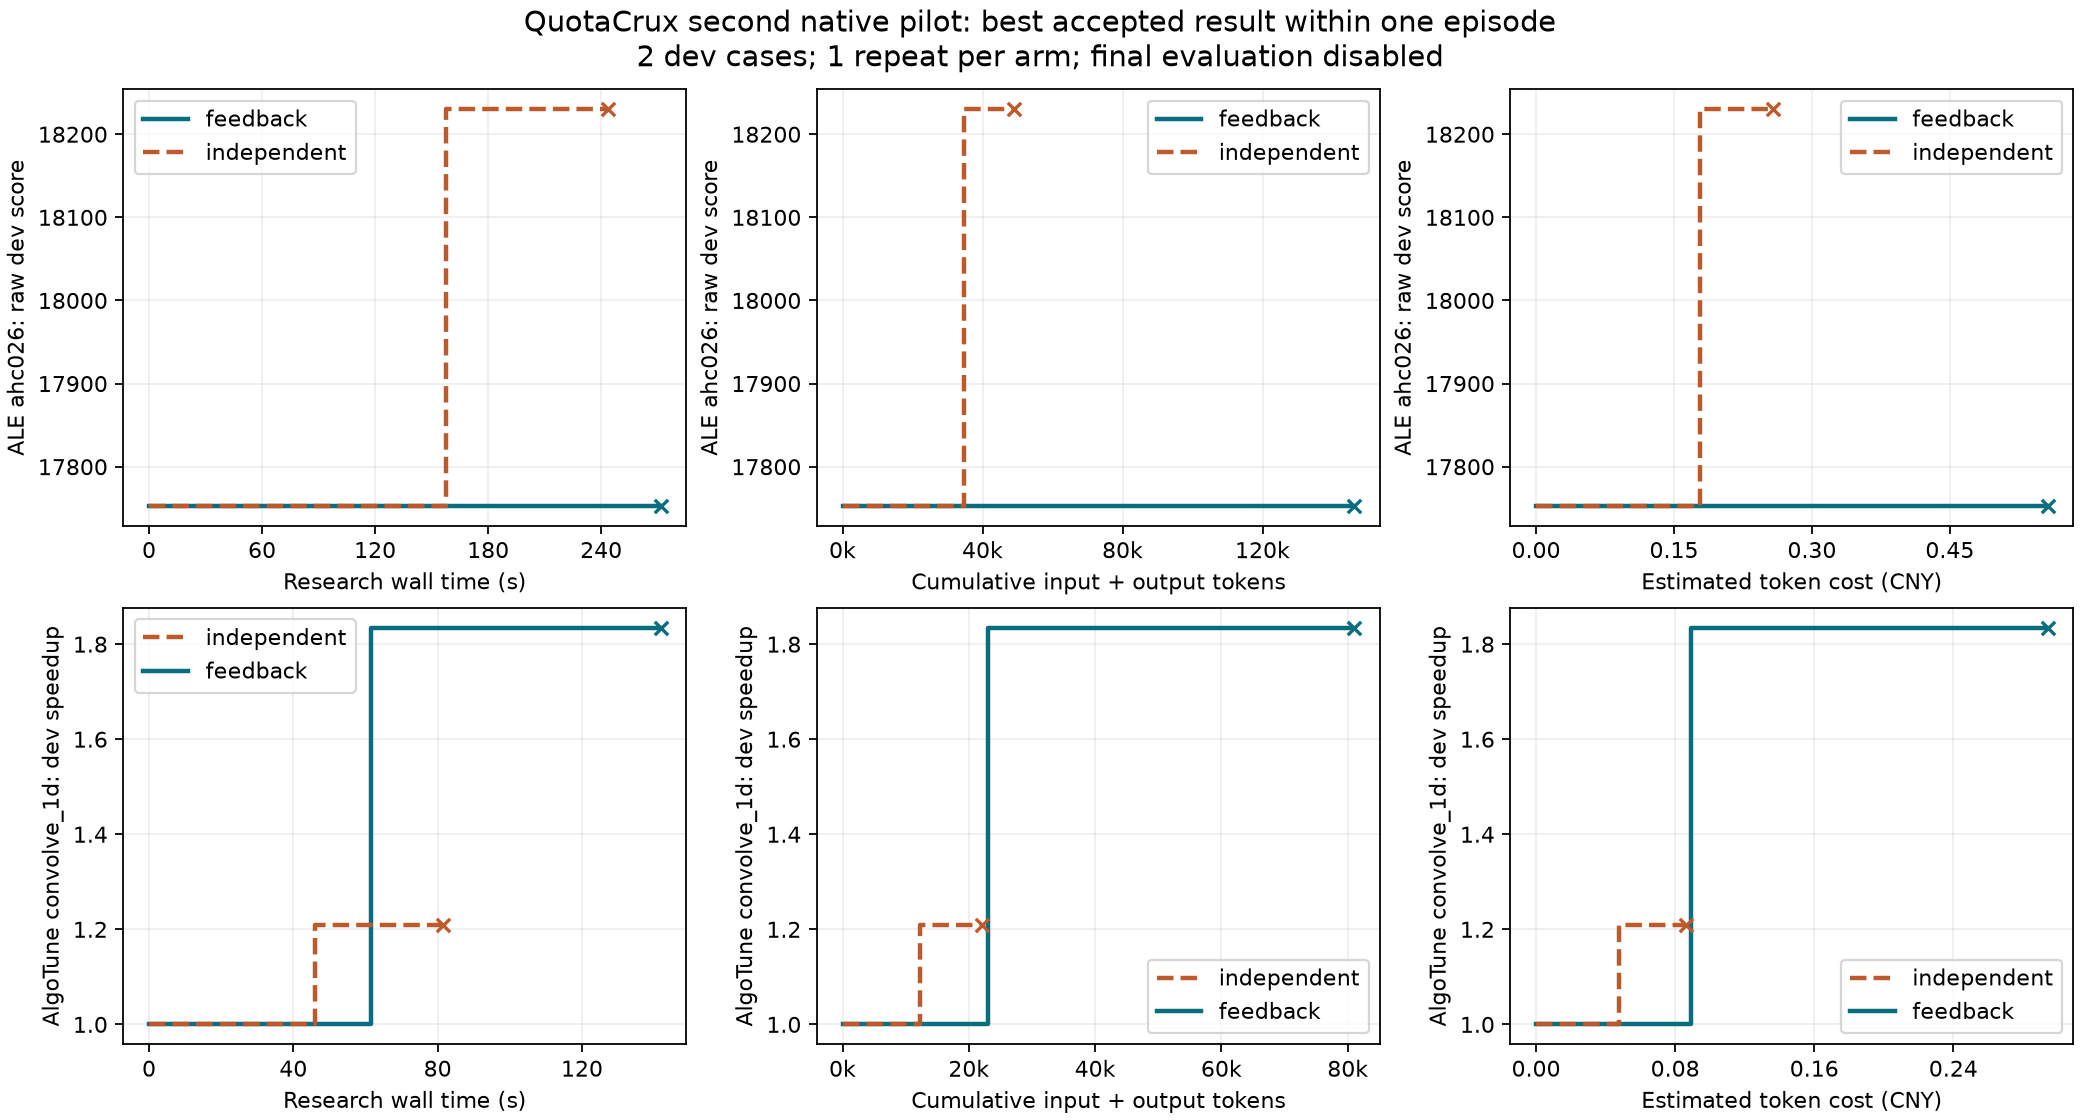 QuotaCrux second native pilot: best accepted result within one episode
2 dev cases; 1 repeat per arm; final evaluation disabled
ALE ahc026: raw dev score
18200
18100
18000
17900
17800
feedback
independent
0
60
120
180
240
Research wall time (s)
ALE ahc026: raw dev score
18200
18100
18000
17900
17800
feedback
independent
0k
40k
80k
120k
Cumulative input + output tokens
ALE ahc026: raw dev score
18200
18100
18000
17900
17800
feedback
independent
0.00
0.15
0.30
0.45
Estimated token cost (CNY)
AlgoTune convolve_1d: dev speedup
1.8
1.6
1.4
1.2
1.0
independent
feedback
0
40
80
120
Research wall time (s)
AlgoTune convolve_1d: dev speedup
1.8
1.6
1.4
1.2
1.0
independent
feedback
0k
20k
40k
60k
80k
Cumulative input + output tokens
AlgoTune convolve_1d: dev speedup
1.8
1.6
1.4
1.2
1.0
independent
feedback
0.00
0.08
0.16
0.24
Estimated token cost (CNY)